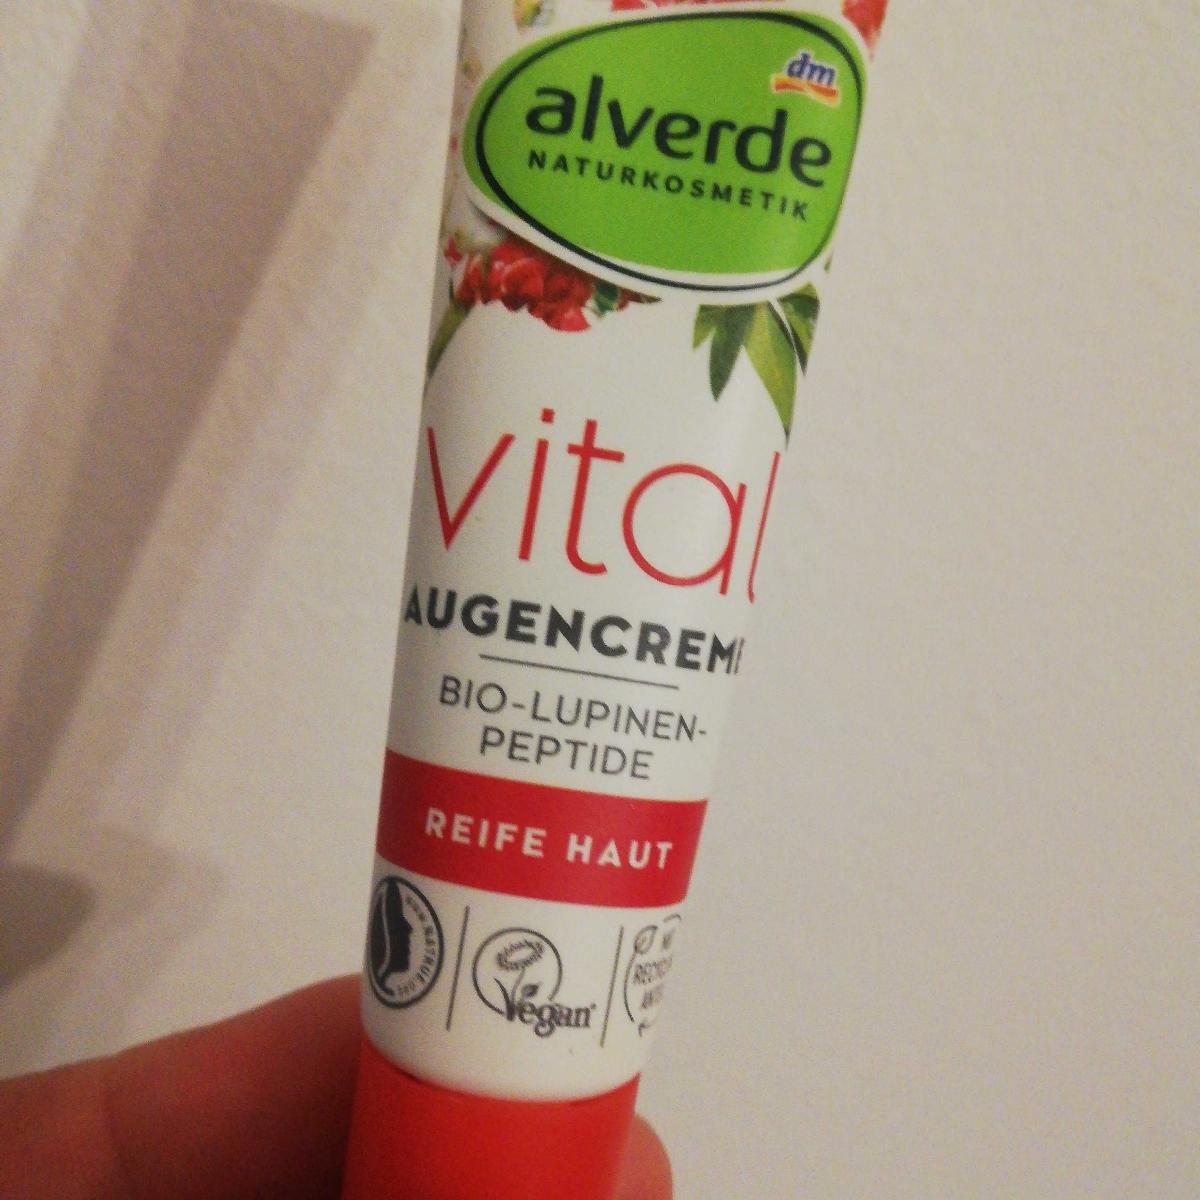 dm
alverde
NATURKOSMETIK
vital
AUGENCREME
BIO-LUPINEN-
PEPTIDE
REIFE HAUT
Vegan